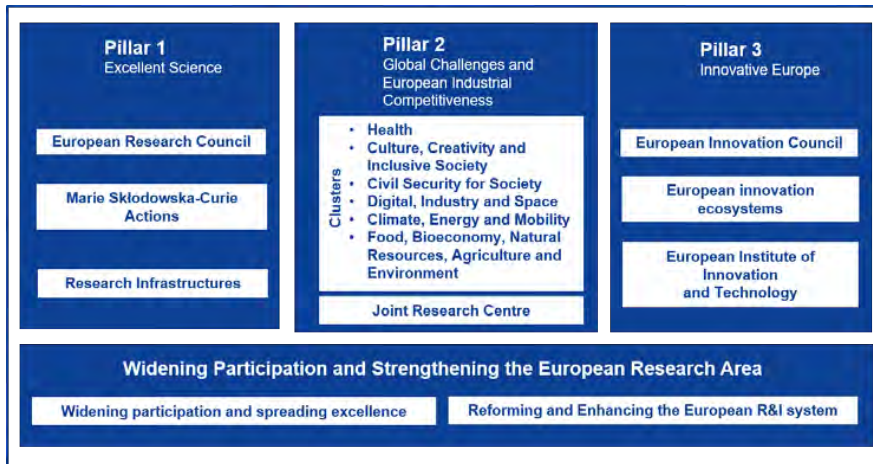 Pillar 1
Excellent Science
European Research Council
Marie Skłodowska-Curie
Actions
Research Infrastructures
Pillar 2
Global Challenges and
European Industrial
Competitiveness
Clusters
• Health
• Culture, Creativity and
Inclusive Society
• Civil Security for Society
• Digital, Industry and Space
• Climate, Energy and Mobility
• Food, Bioeconomy, Natural
Resources, Agriculture and
Environment
Joint Research Centre
Pillar 3
Innovative Europe
European Innovation Council
European innovation
ecosystems
European Institute of
Innovation
and Technology
Widening Participation and Strengthening the European Research Area
Widening participation and spreading excellence
Reforming and Enhancing the European R&I system